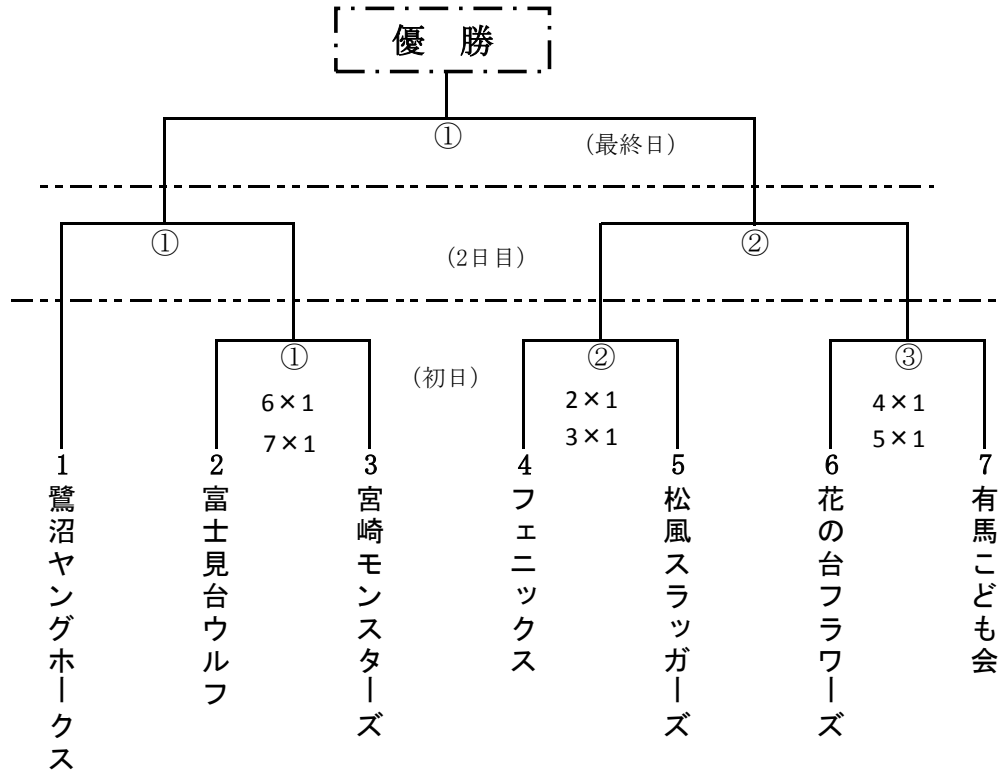 優 勝
①
(最終日)
①
②
(2日目)
①
②
③
(初日)
6×1
7×1
2×1
3×1
4×1
5×1
1 鷺沼ヤングホークス
2 富士見台ウルフ
3 宮崎モンスターズ
4 フェニックス
5 松風スラッガーズ
6 花の台フラワーズ
7 有馬こども会